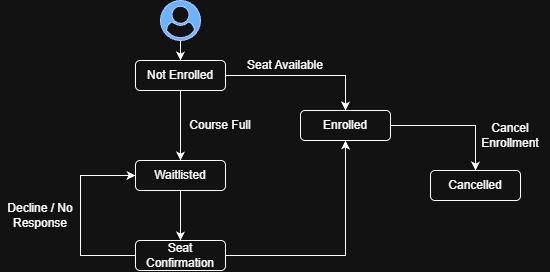 Not Enrolled
Seat Available
Course Full
Enrolled
Cancel
Enrollment
Waitlisted
Cancelled
Decline / No
Response
Seat
Confirmation